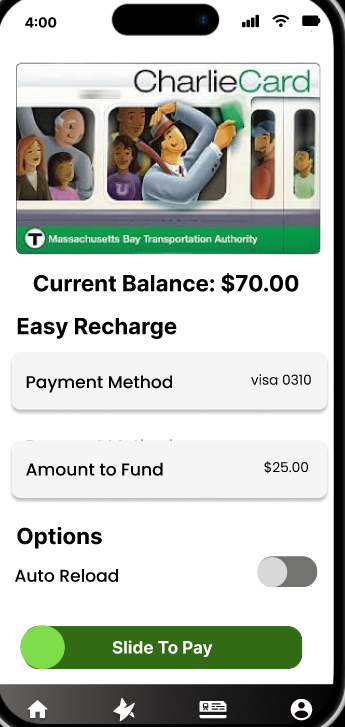 4:00
CharlieCard
U
T Massachusetts Bay Transportation Authority
Current Balance: $70.00
Easy Recharge
Payment Method visa 0310
Amount to Fund $25.00
Options
Auto Reload
Slide To Pay